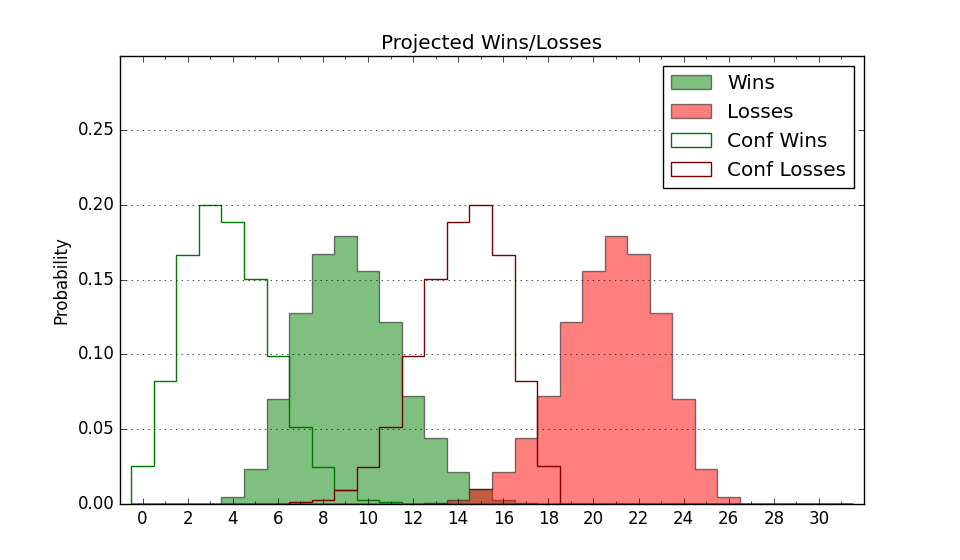 Projected Wins/Losses
Wins
Losses
Conf Wins
Conf Losses
Probability
0.25
0.20
0.15
0.10
0.05
0.00
0 2 4 6 8 10 12 14 16 18 20 22 24 26 28 30